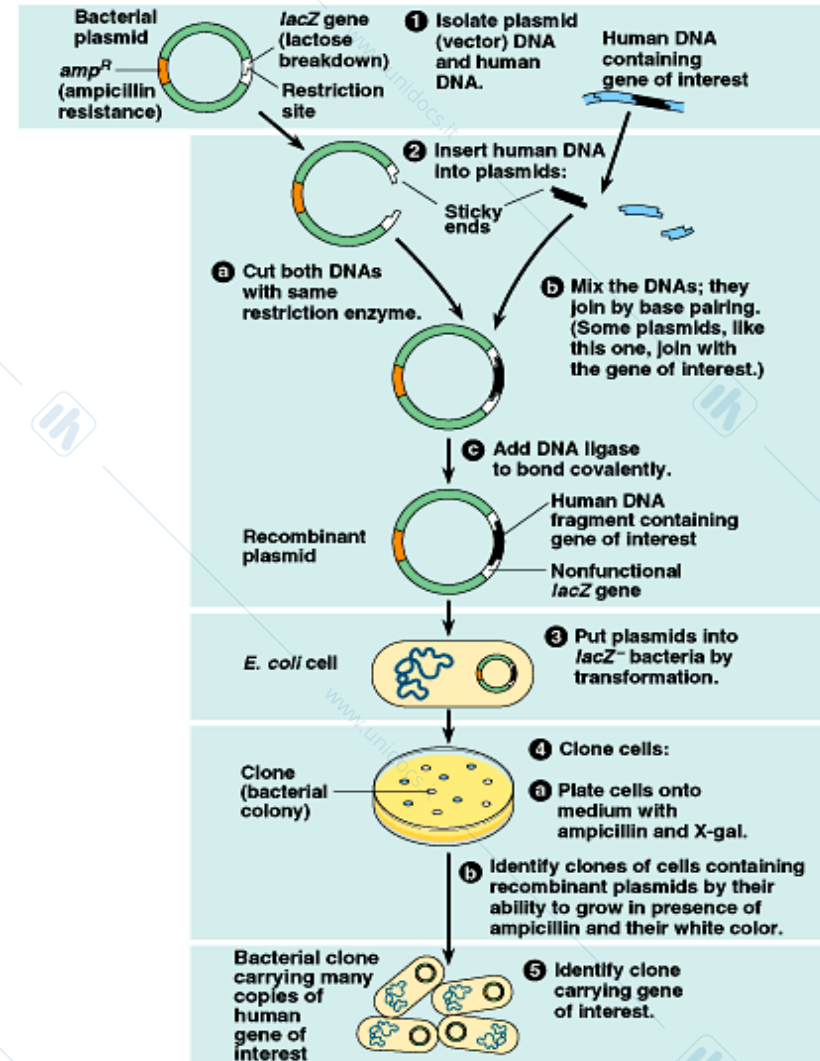 Bacterial
plasmid
lacZ gene
(lactose
breakdown)
ampR
(ampicillin
resistance)
Restriction
site
1 Isolate plasmid
(vector) DNA
and human
DNA.
Human DNA
containing
gene of interest
2 Insert human DNA
into plasmids:
Sticky
ends
a Cut both DNAs
with same
restriction enzyme.
b Mix the DNAs; they
join by base pairing.
(Some plasmids, like
this one, join with
the gene of interest.)
c Add DNA ligase
to bond covalently.
Recombinant
plasmid
Human DNA
fragment containing
gene of interest
Nonfunctional
lacZ gene
E. coli cell
3 Put plasmids into
lacZ– bacteria by
transformation.
Clone
(bacterial
colony)
4 Clone cells:
a Plate cells onto
medium with
ampicillin and X-gal.
b Identify clones of cells containing
recombinant plasmids by their
ability to grow in presence of
ampicillin and their white color.
Bacterial clone
carrying many
copies of
human
gene of
interest
5 Identify clone
carrying gene
of interest.
www.unidocs.it
www.unidocs.it